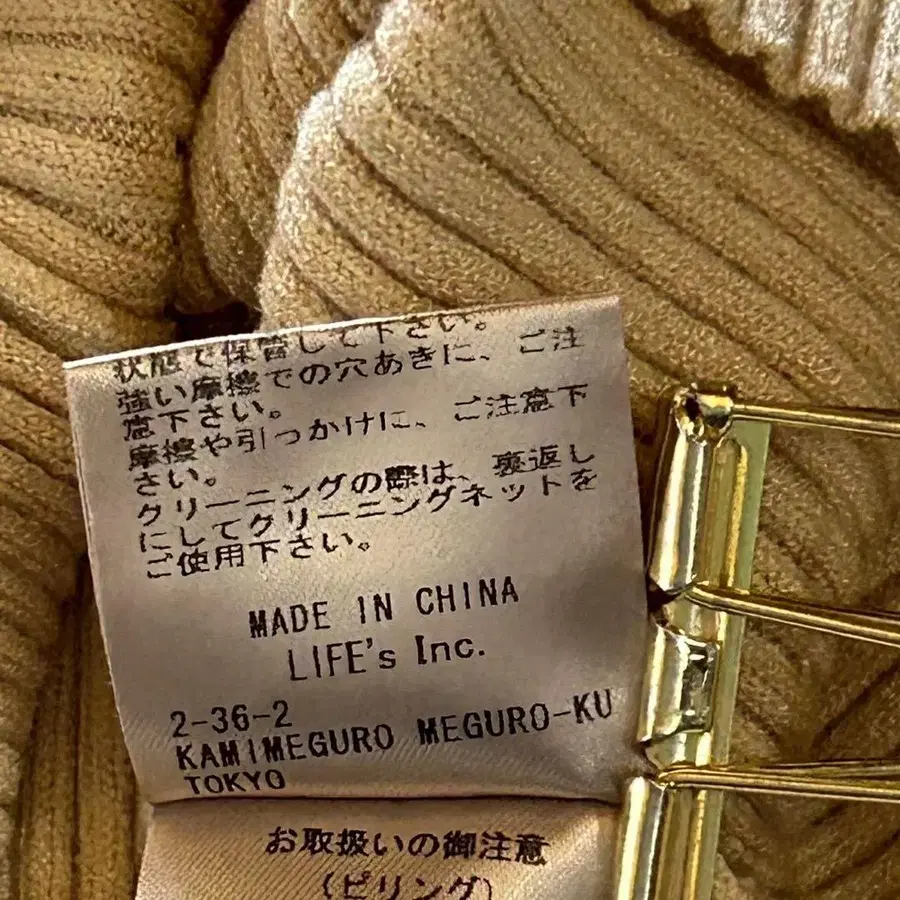 状態で保管して下さい。
強い摩擦での穴あきに、ご注
意下さい。
摩擦や引っかけに、ご注意下
さい。
クリーニングの際は、裏返し
にしてクリーニングネットを
ご使用下さい。
MADE IN CHINA
LIFE's Inc.
2-36-2
KAMIMEGURO MEGURO-KU
TOKYO
お取扱いの御注意
(ピリング)